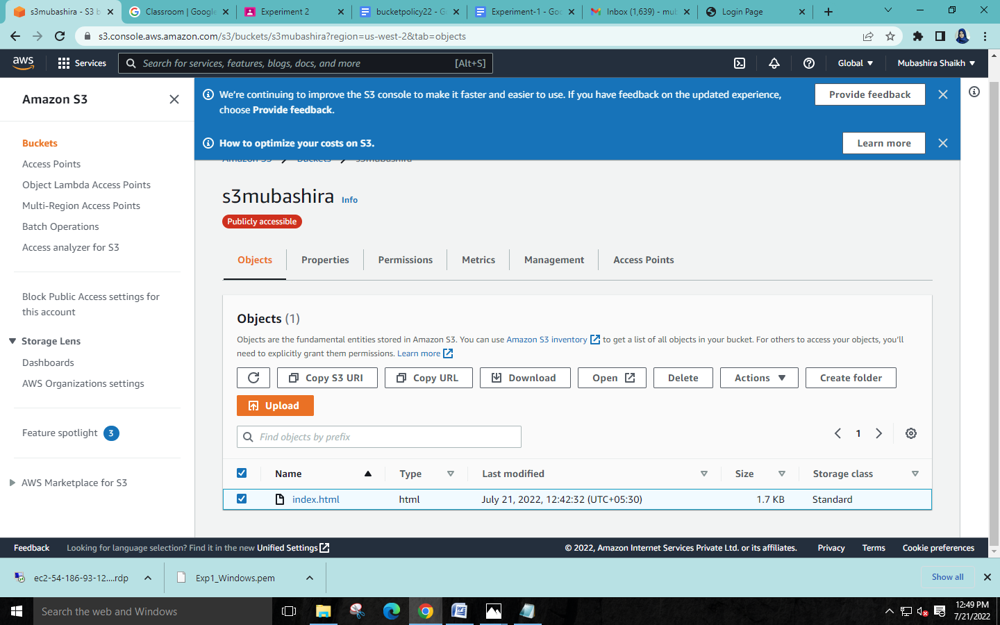 s3mubashira - S3 b
Classroom | Google
Experiment 2
bucketpolicy22 - G
Experiment-1 - Goo
Inbox (1,639) - mub
Login Page
s3.console.aws.amazon.com/s3/buckets/s3mubashira?region=us-west-2&tab=objects
aws
Services
Search for services, features, blogs, docs, and more
[Alt+S]
Global
Mubashira Shaikh
Amazon S3
Buckets
Access Points
Object Lambda Access Points
Multi-Region Access Points
Batch Operations
Access analyzer for S3
Block Public Access settings for
this account
Storage Lens
Dashboards
AWS Organizations settings
Feature spotlight 3
AWS Marketplace for S3
We're continuing to improve the S3 console to make it faster and easier to use. If you have feedback on the updated experience,
choose Provide feedback.
Provide feedback
How to optimize your costs on S3.
Learn more
Amazon S3 Buckets s3mubashira
s3mubashira Info
Publicly accessible
Objects
Properties
Permissions
Metrics
Management
Access Points
Objects (1)
Objects are the fundamental entities stored in Amazon S3. You can use Amazon S3 inventory to get a list of all objects in your bucket. For others to access your objects, you'll
need to explicitly grant them permissions. Learn more
Copy S3 URI
Copy URL
Download
Open
Delete
Actions
Create folder
Upload
Find objects by prefix
1
Name
Type
Last modified
Size
Storage class
index.html
html
July 21, 2022, 12:42:32 (UTC+05:30)
1.7 KB
Standard
Feedback
Looking for language selection? Find it in the new Unified Settings
© 2022, Amazon Internet Services Private Ltd. or its affiliates.
Privacy
Terms
Cookie preferences
ec2-54-186-93-12....rdp
Exp1_Windows.pem
Show all
Search the web and Windows
12:49 PM
7/21/2022